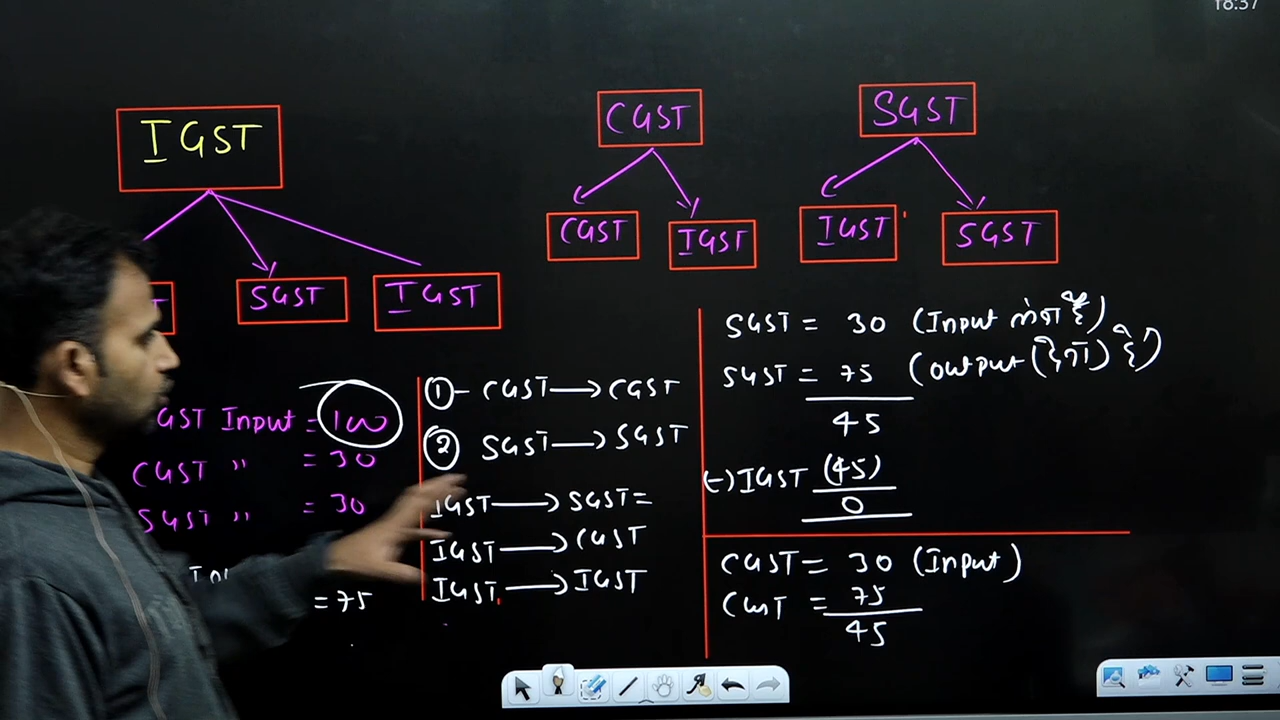 18:37
IGST
CGST
SGST
SGST
IGST
CGST
IGST
IGST
SGST
GST Input = 100
CGST " = 30
SGST " = 30
= 75
① - CGST → CGST
② SGST → SGST
IGST → SGST =
IGST → CGST
IGST → IGST
SGST = 30 (Input
SGST = 75 (output
45
(-) IGST (45)
0
CGST = 30 (Input)
CGST = 75
45